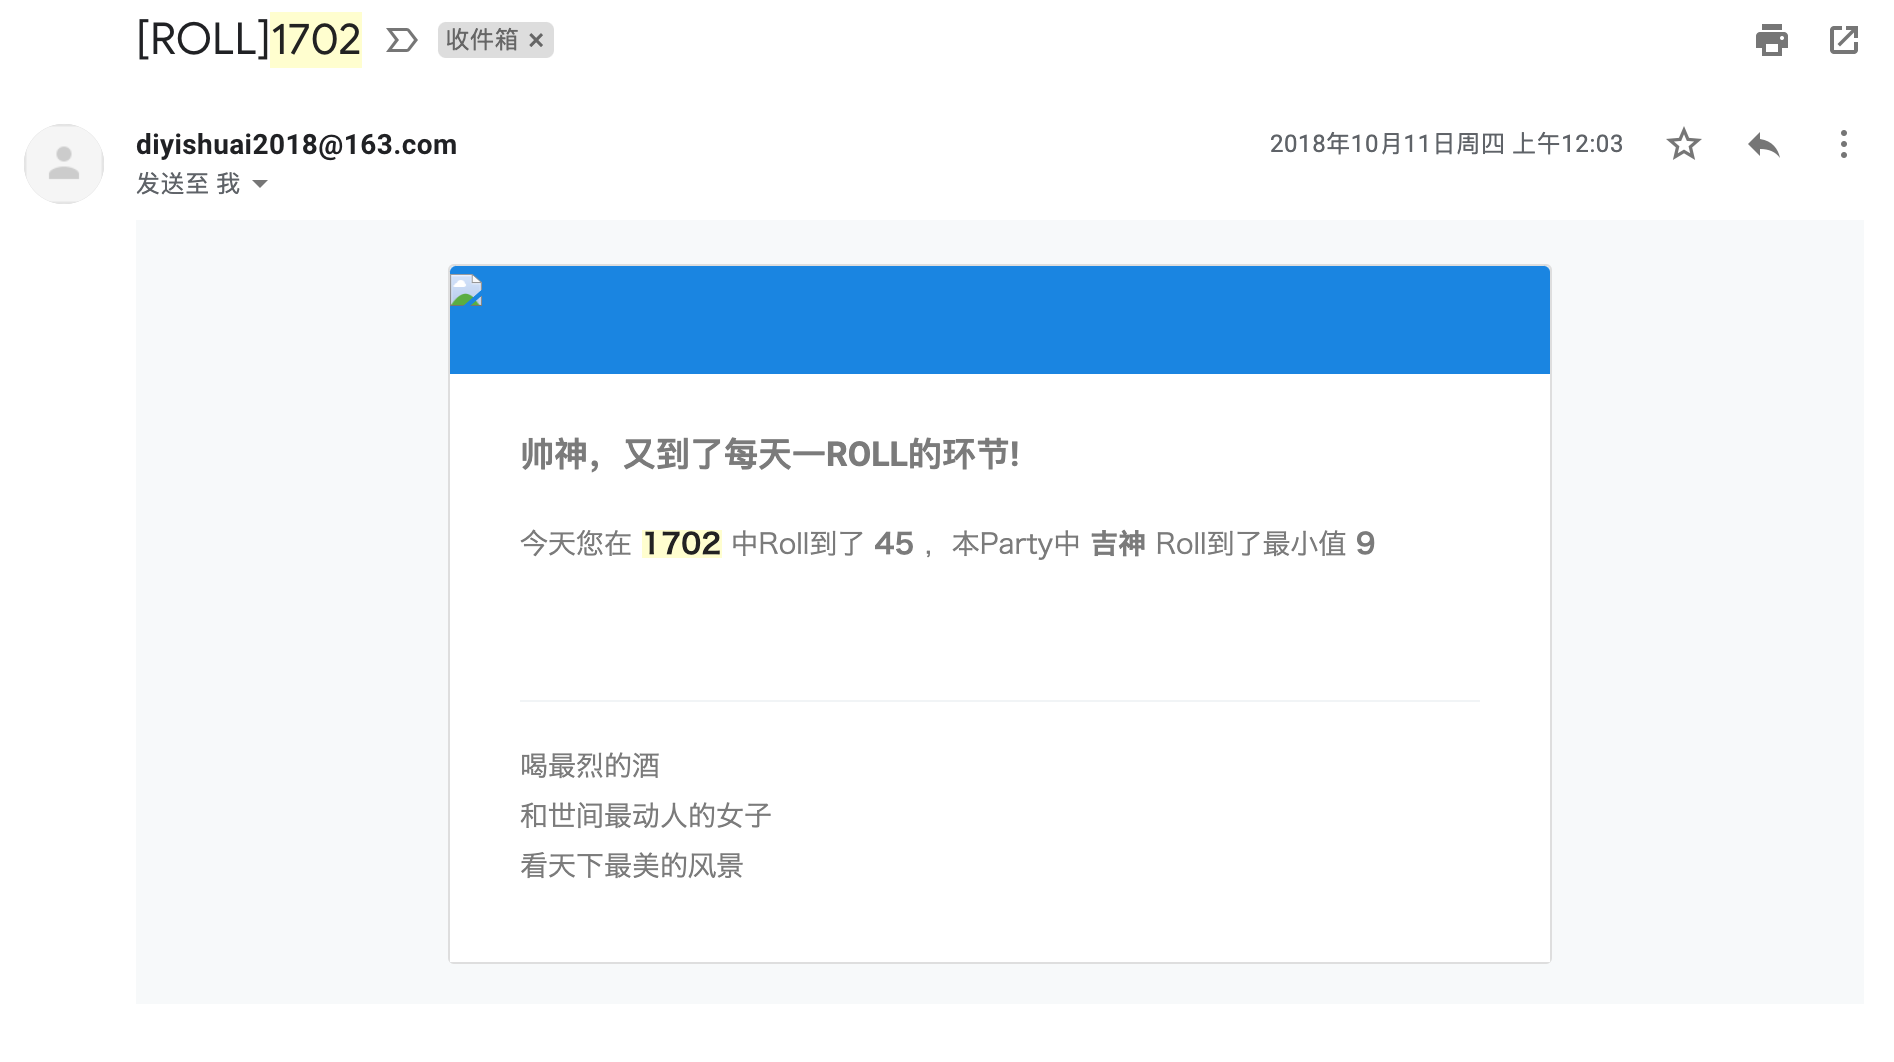 [ROLL]1702 收件箱 ×
diyishuai2018@163.com 2018年10月11日周四 上午12:03
发送至 我
帅神，又到了每天一ROLL的环节!
今天您在 1702 中Roll到了 45 ，本Party中 吉神 Roll到了最小值 9
喝最烈的酒
和世间最动人的女子
看天下最美的风景